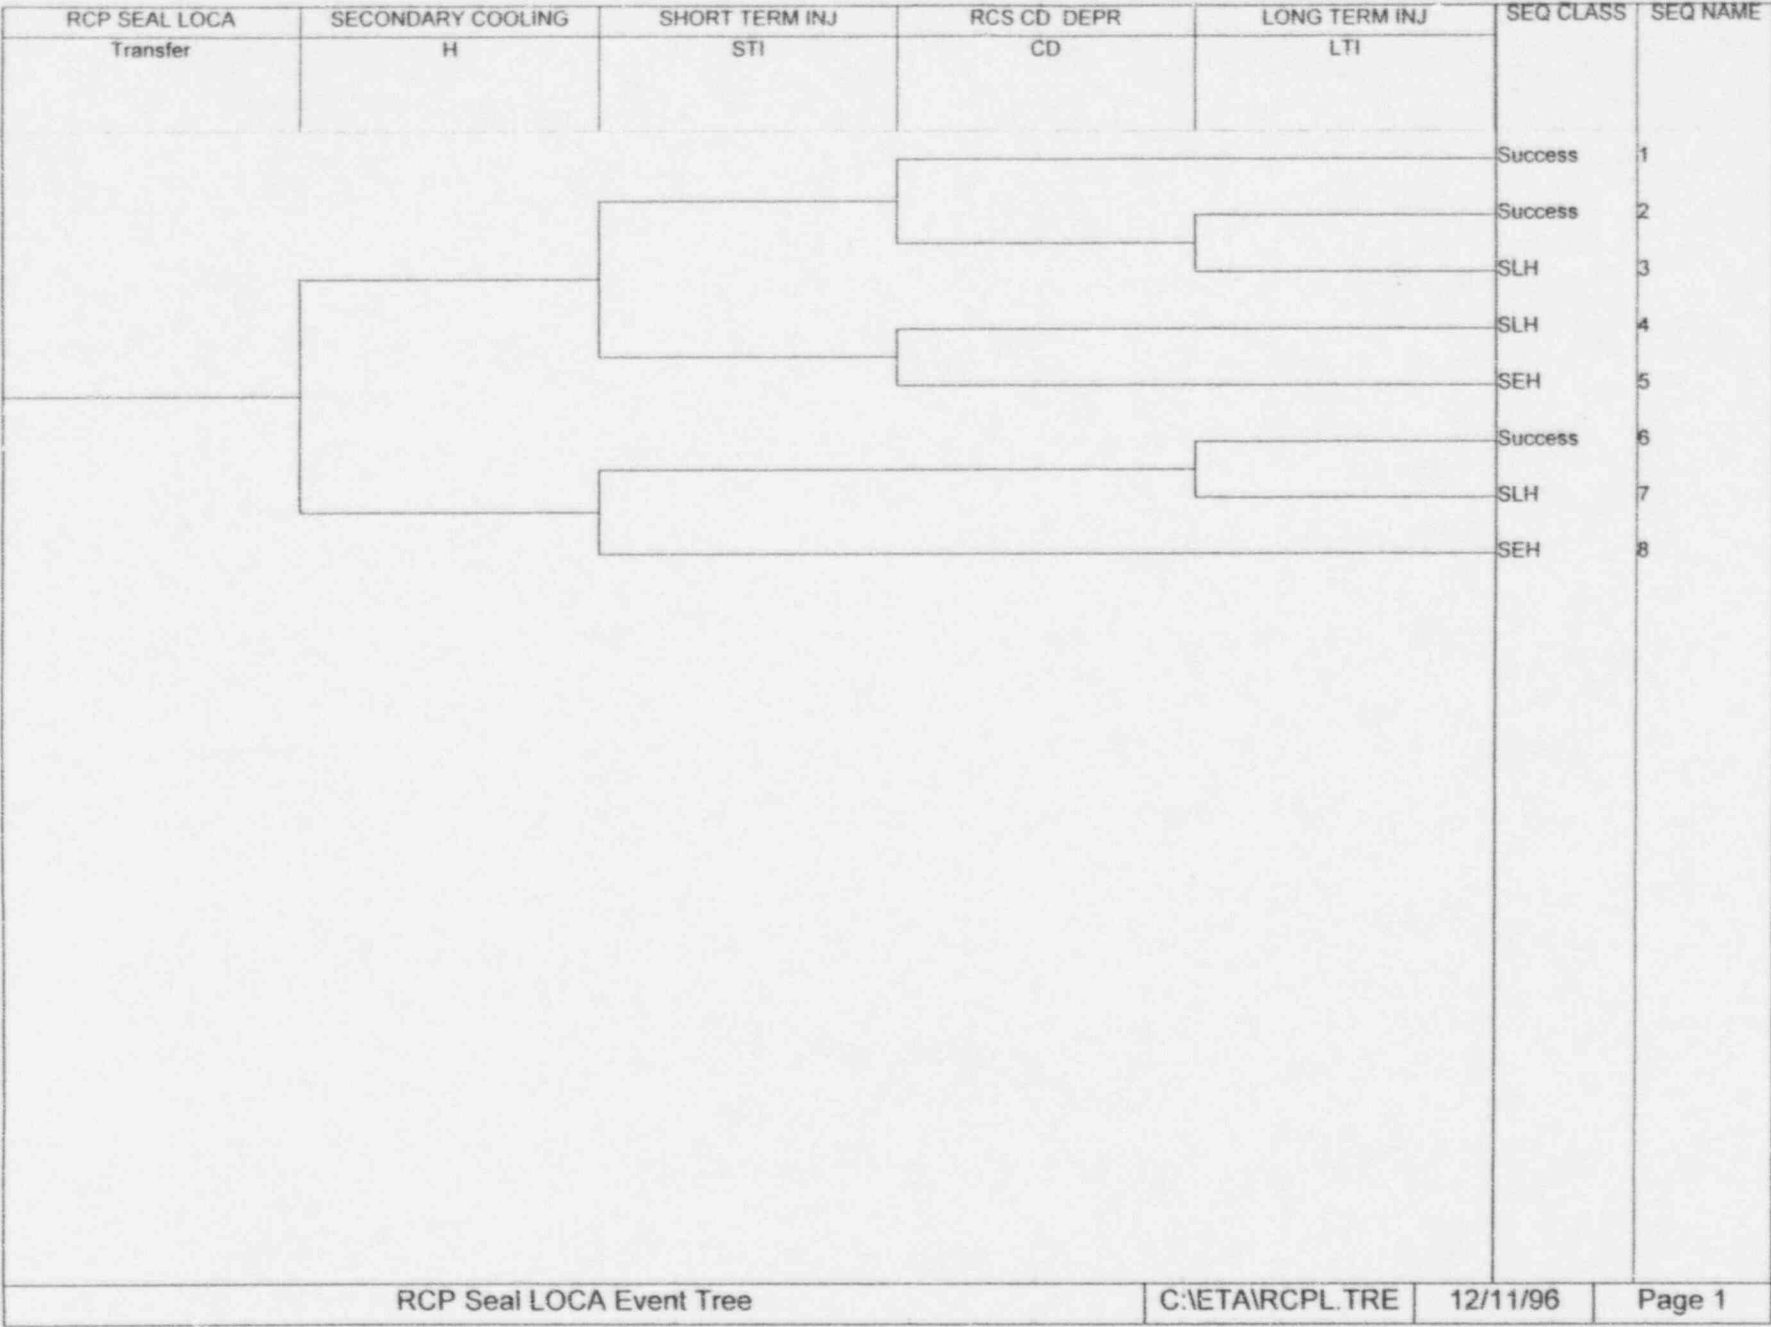 RCP SEAL LOCA SECONDARY COOLING SHORT TERM INJ RCS CD DEPR LONG TERM INJ SEQ CLASS SEQ NAME
Transfer H STI CD LTI
Success 1
Success 2
SLH 3
SLH 4
SEH 5
Success 6
SLH 7
SEH 8
RCP Seal LOCA Event Tree C:\ETA\RCPL.TRE 12/11/96 Page 1